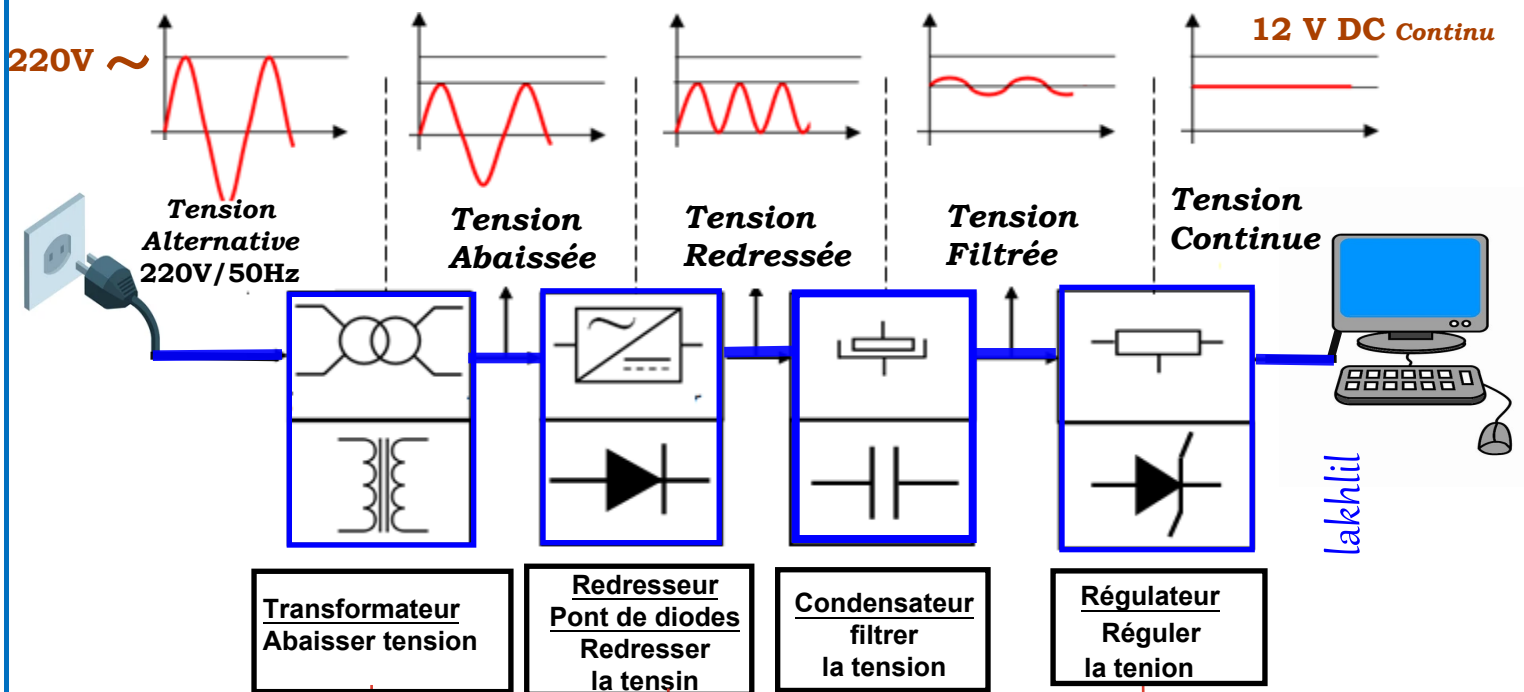 220V ~
12 V DC Continu
Tension
Alternative
220V/50Hz
Tension
Abaissée
Tension
Redressée
Tension
Filtrée
Tension
Continue
lakhlil
Transformateur
Abaisser tension
Redresseur
Pont de diodes
Redresser
la tensin
Condensateur
filtrer
la tension
Régulateur
Réguler
la tenion